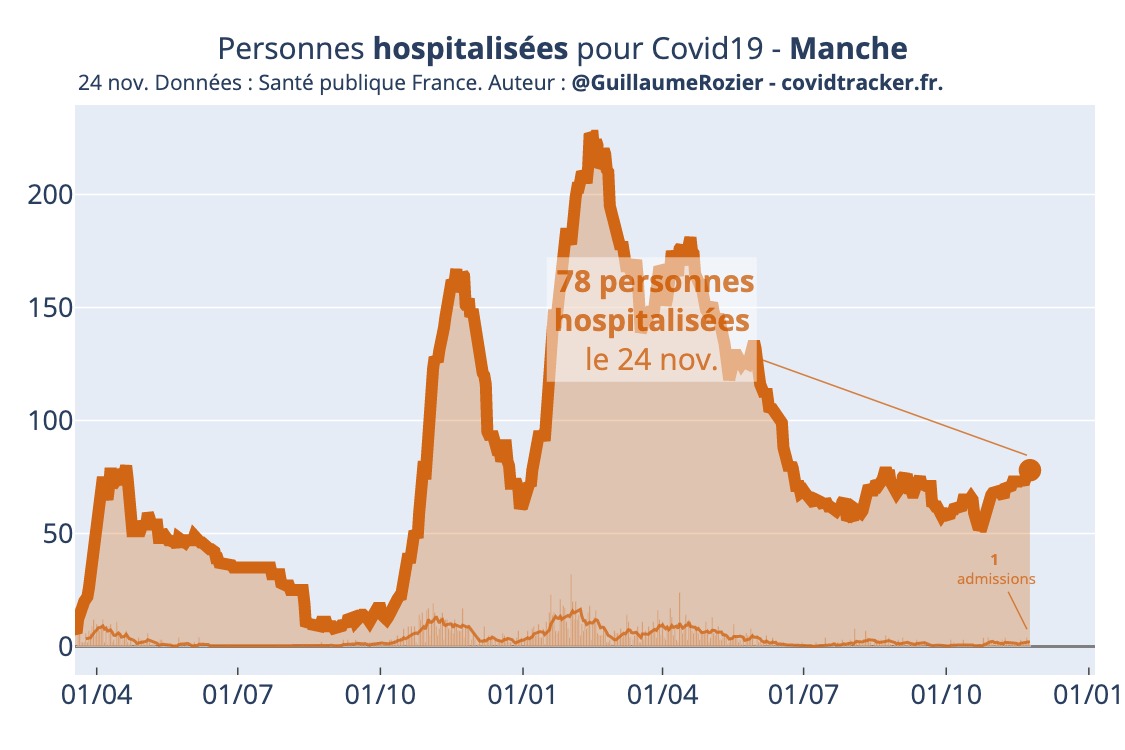 Personnes hospitalisées pour Covid19 - Manche
24 nov. Données : Santé publique France. Auteur : @GuillaumeRozier - covidtracker.fr.
200
150
100
50
0
78 personnes
hospitalisées
le 24 nov.
1
admissions
01/04 01/07 01/10 01/01 01/04 01/07 01/10 01/01